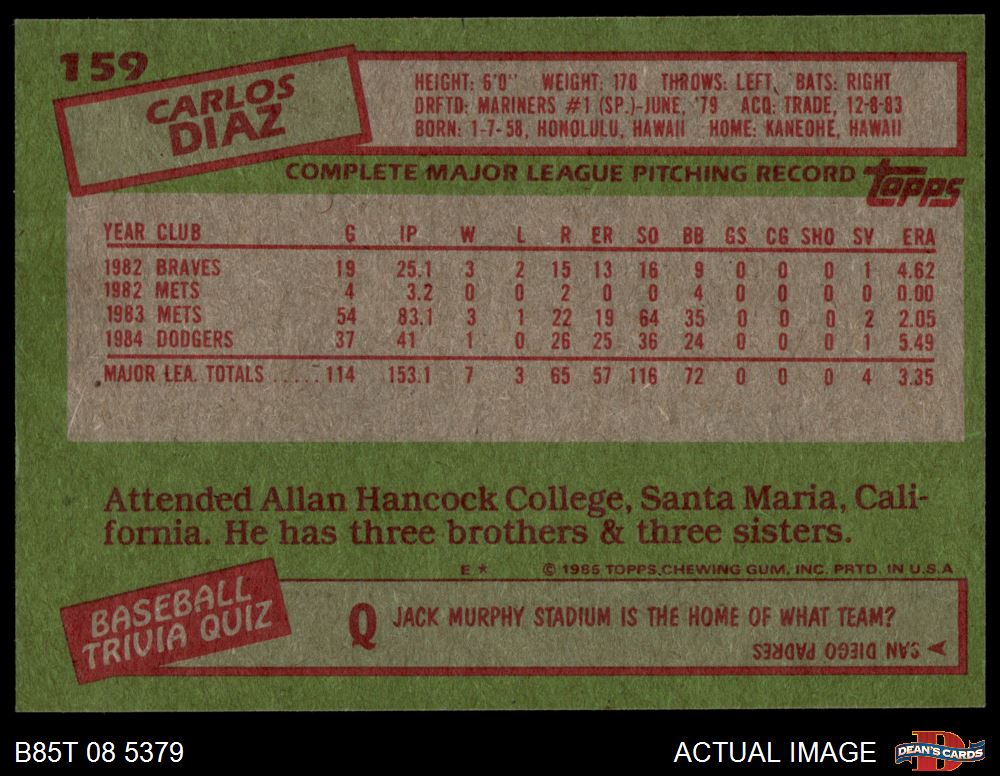 159
CARLOS
DIAZ
HEIGHT: 6'0" WEIGHT: 170 THROWS: LEFT BATS: RIGHT
DRFTD: MARINERS #1 (SP.)-JUNE, '79 ACQ: TRADE, 12-8-83
BORN: 1-7-58, HONOLULU, HAWAII HOME: KANEOHE, HAWAII
COMPLETE MAJOR LEAGUE PITCHING RECORD Topps
YEAR CLUB G IP W L R ER SO BB GS CG SHO SV ERA
1982 BRAVES 19 25.1 3 2 15 13 16 9 0 0 0 1 4.62
1982 METS 4 3.2 0 0 2 0 0 4 0 0 0 0 0.00
1983 METS 54 83.1 3 1 22 19 64 35 0 0 0 2 2.05
1984 DODGERS 37 41 1 0 26 25 36 24 0 0 0 1 5.49
MAJOR LEA. TOTALS ..... 114 153.1 7 3 65 57 116 72 0 0 0 4 3.35
Attended Allan Hancock College, Santa Maria, Cali-
fornia. He has three brothers & three sisters.
E * © 1985 TOPPS CHEWING GUM, INC. PRTD. IN U.S.A
BASEBALL
TRIVIA QUIZ
Q JACK MURPHY STADIUM IS THE HOME OF WHAT TEAM?
SAN DIEGO PADRES
B85T 08 5379
ACTUAL IMAGE
DEAN'S CARDS